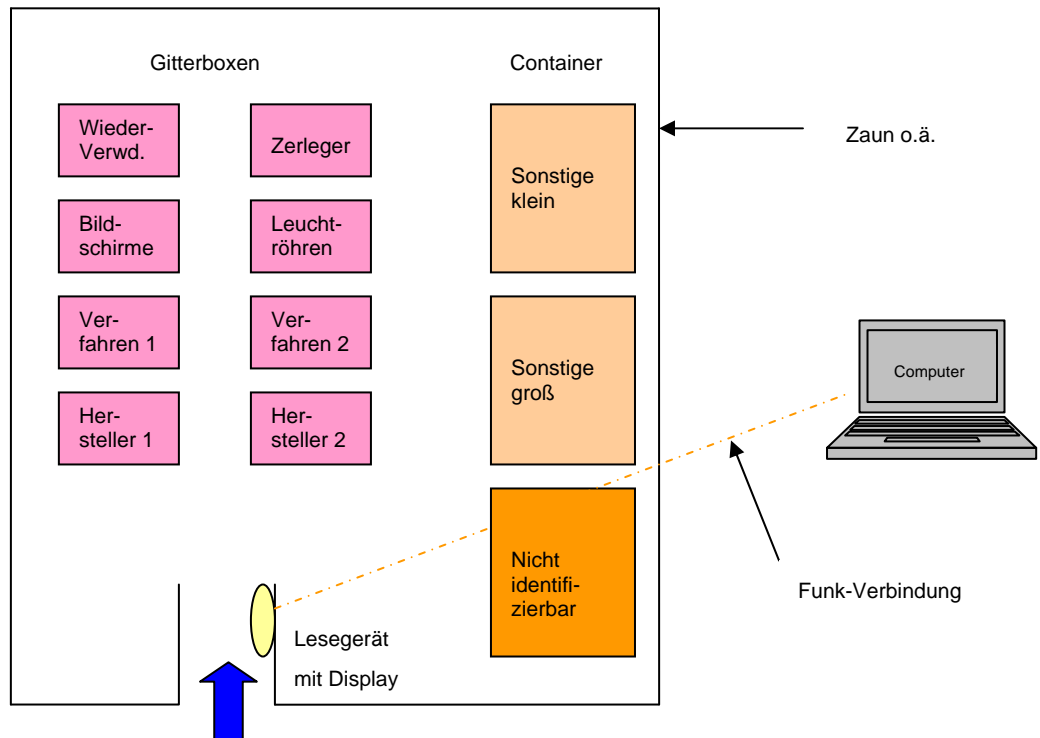 Gitterboxen
Container
Wieder-
Verwd.
Zerleger
Sonstige
klein
Zaun o.ä.
Bild-
schirme
Leucht-
röhren
Ver-
fahren 1
Ver-
fahren 2
Sonstige
groß
Computer
Her-
steller 1
Her-
steller 2
Nicht
identifi-
zierbar
Funk-Verbindung
Lesegerät
mit Display